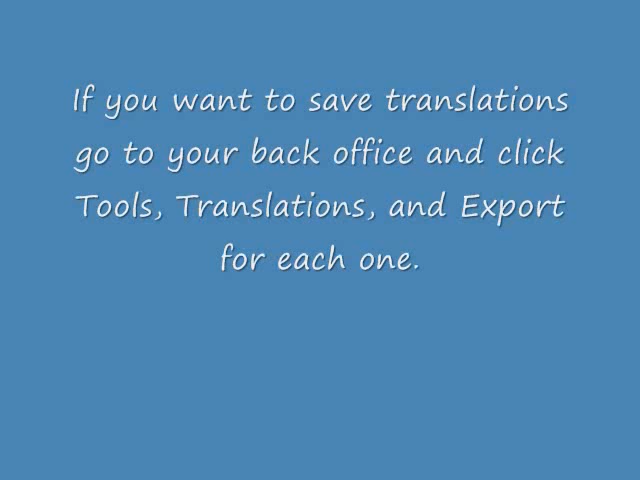 If you want to save translations
go to your back office and click
Tools, Translations, and Export
for each one.